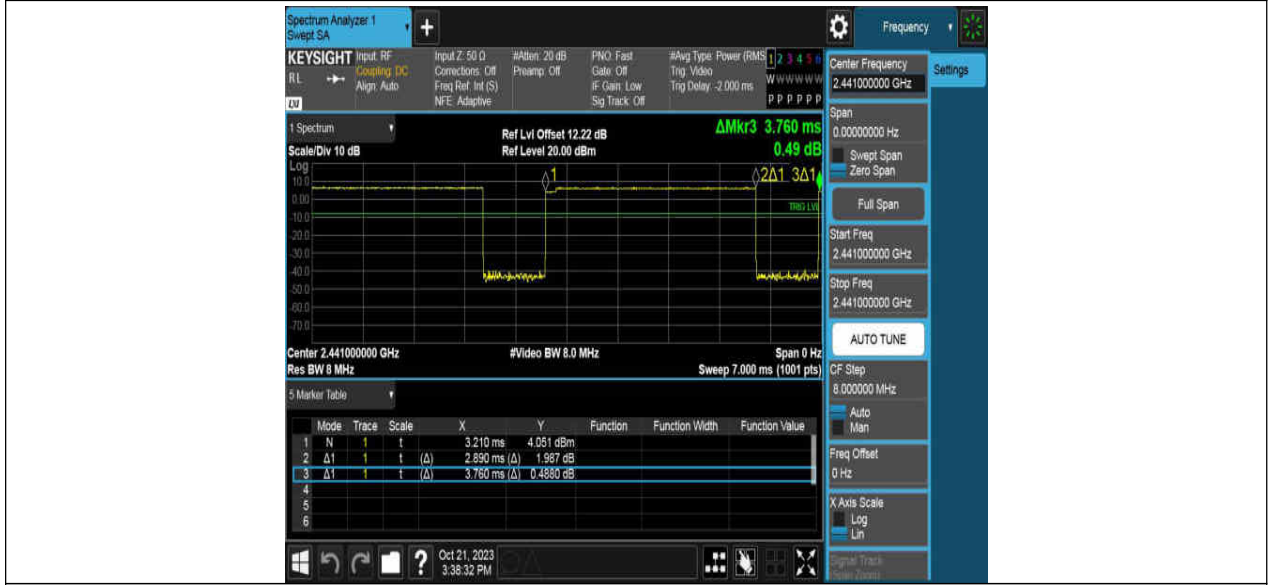 Spectrum Analyzer 1
Swept SA
+
Frequency
KEYSIGHT
RL
LXI
Input: RF
Coupling: DC
Align: Auto
Input Z: 50 Ω
Corrections: Off
Freq Ref: Int (S)
NFE: Adaptive
#Atten: 20 dB
Preamp: Off
PNO: Fast
Gate: Off
IF Gain: Low
Sig Track: Off
#Avg Type: Power (RMS
Trig: Video
Trig Delay: -2.000 ms
1 2 3 4 5 6
W W W W W W
P P P P P P
1 Spectrum
Scale/Div 10 dB
Ref Lvl Offset 12.22 dB
Ref Level 20.00 dBm
ΔMkr3 3.760 ms
0.49 dB
Log
10.0
0.00
-10.0
-20.0
-30.0
-40.0
-50.0
-60.0
-70.0
1
2Δ1 3Δ1
TRIG LVL
Center 2.441000000 GHz
Res BW 8 MHz
#Video BW 8.0 MHz
Span 0 Hz
Sweep 7.000 ms (1001 pts)
5 Marker Table
Mode Trace Scale X Y Function Function Width Function Value
1 N 1 t 3.210 ms 4.051 dBm
2 Δ1 1 t (Δ) 2.890 ms (Δ) 1.987 dB
3 Δ1 1 t (Δ) 3.760 ms (Δ) 0.4880 dB
4
5
6
?
Oct 21, 2023
3:38:32 PM
Center Frequency
2.441000000 GHz
Settings
Span
0.00000000 Hz
Swept Span
Zero Span
Full Span
Start Freq
2.441000000 GHz
Stop Freq
2.441000000 GHz
AUTO TUNE
CF Step
8.000000 MHz
Auto
Man
Freq Offset
0 Hz
X Axis Scale
Log
Lin
Signal Track
(Span Zoom)